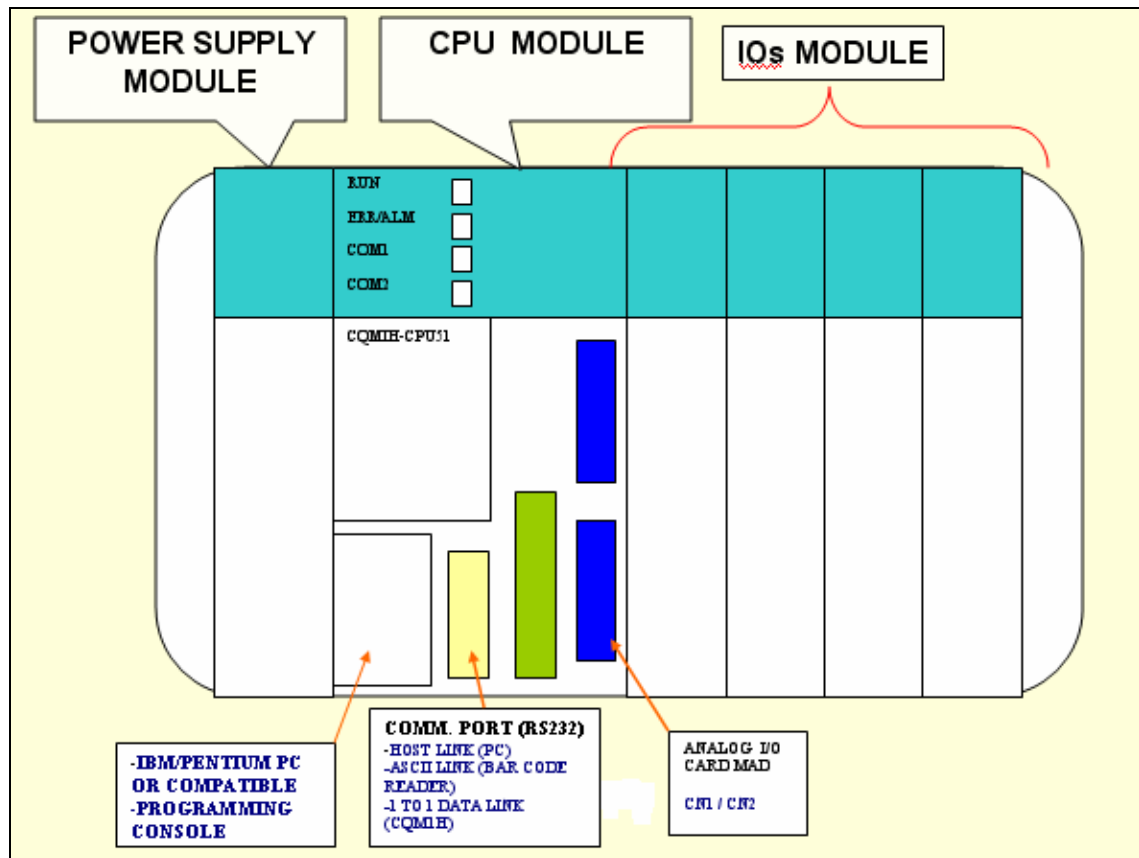 POWER SUPPLY
MODULE
CPU MODULE
IOs MODULE
RUN
ERR/ALM
COM1
COM2
CQM1H-CPU51
-IBM/PENTIUM PC
OR COMPATIBLE
-PROGRAMMING
CONSOLE
COMM. PORT (RS232)
-HOST LINK (PC)
-ASCII LINK (BAR CODE
READER)
-1 TO 1 DATA LINK
(CQM1H)
ANALOG I/O
CARD MAD
CN1 / CN2